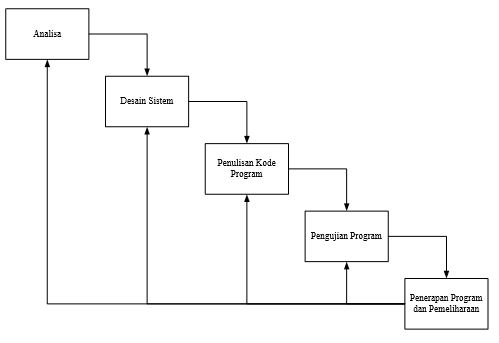 Analisa
Desain Sistem
Penulisan Kode
Program
Pengujian Program
Penerapan Program
dan Pemeliharaan